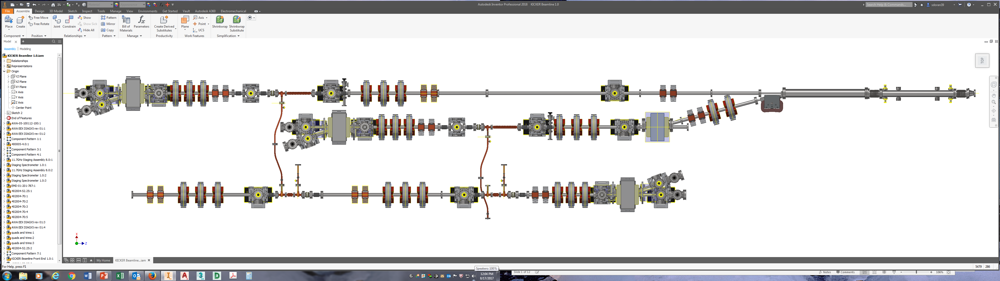 Material
Appearance
Autodesk Inventor Professional 2018 KICKER Beamline 1.0
Search Help & Commands...
sdoran39
File Assemble Design 3D Model Sketch Inspect Tools Manage View Environments Get Started Vault Autodesk A360 Electromechanical
Place
Create
Free Move
Free Rotate
Joint
Constrain
Show
Show Sick
Hide All
Pattern
Mirror
Copy
Bill of
Materials
Parameters
Create Derived
Substitutes
Plane
Axis
Point
UCS
Shrinkwrap
Shrinkwrap
Substitute
Component Position Relationships Pattern Manage Productivity Work Features Simplification
Model
Assembly | Modeling
KICKER Beamline 1.0.iam
Relationships
Representations
Origin
YZ Plane
XZ Plane
XY Plane
X Axis
Y Axis
Z Axis
Center Point
Sketch 2
End of Features
AWA-05-100112-100:1
AWA EEX DIAGX5 rev 01:1
AWA EEX DIAGX5 rev 01:2
Component Pattern 1:1
400005-4.0:1
Component Pattern 3:1
Component Pattern 4:1
11.7GHz Staging Assembly 8.0:1
Staging Spectrometer 1.0:1
11.7GHz Staging Assembly 8.0:2
Staging Spectrometer 1.0:2
Staging Spectrometer 1.0:3
EMD-01-201-787:1
402004-52.25:1
402004-70:1
402004-70:2
402004-70:3
402004-70:4
402004-70:5
AWA EEX DIAGX5 rev 01:3
AWA EEX DIAGX5 rev 01:4
quads and trims:1
quads and trims:2
quads and trims:3
402004-52.25:2
Component Pattern 7:1
KICKER Beamline Front End 1.0:1
TOP
X
Z
My Home KICKER Beamline...iam
For Help, press F1
5479 286
Speakers: 100%
Slide 1 of 12
Notes Comments 106%
12:04 PM
8/17/2017